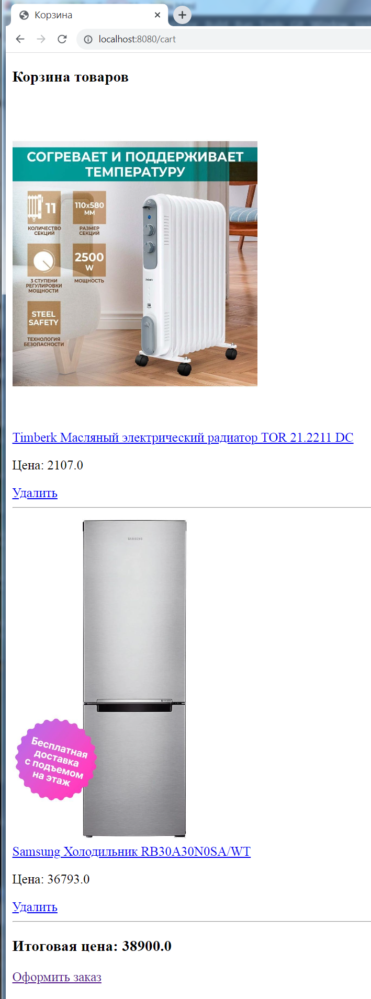 Корзина
localhost:8080/cart
Корзина товаров
СОГРЕВАЕТ И ПОДДЕРЖИВАЕТ
ТЕМПЕРАТУРУ
11
КОЛИЧЕСТВО
СЕКЦИЙ
110x580
ММ
РАЗМЕР
СЕКЦИЙ
3 СТУПЕНИ
РЕГУЛИРОВКИ
МОЩНОСТИ
2500
W
МОЩНОСТЬ
STEEL
SAFETY
ТЕХНОЛОГИЯ
БЕЗОПАСНОСТИ
timberk
Timberk Масляный электрический радиатор TOR 21.2211 DC
Цена: 2107.0
Удалить
SAMSUNG
Бесплатная
доставка
с подъемом
на этаж
Samsung Холодильник RB30A30N0SA/WT
Цена: 36793.0
Удалить
Итоговая цена: 38900.0
Оформить заказ